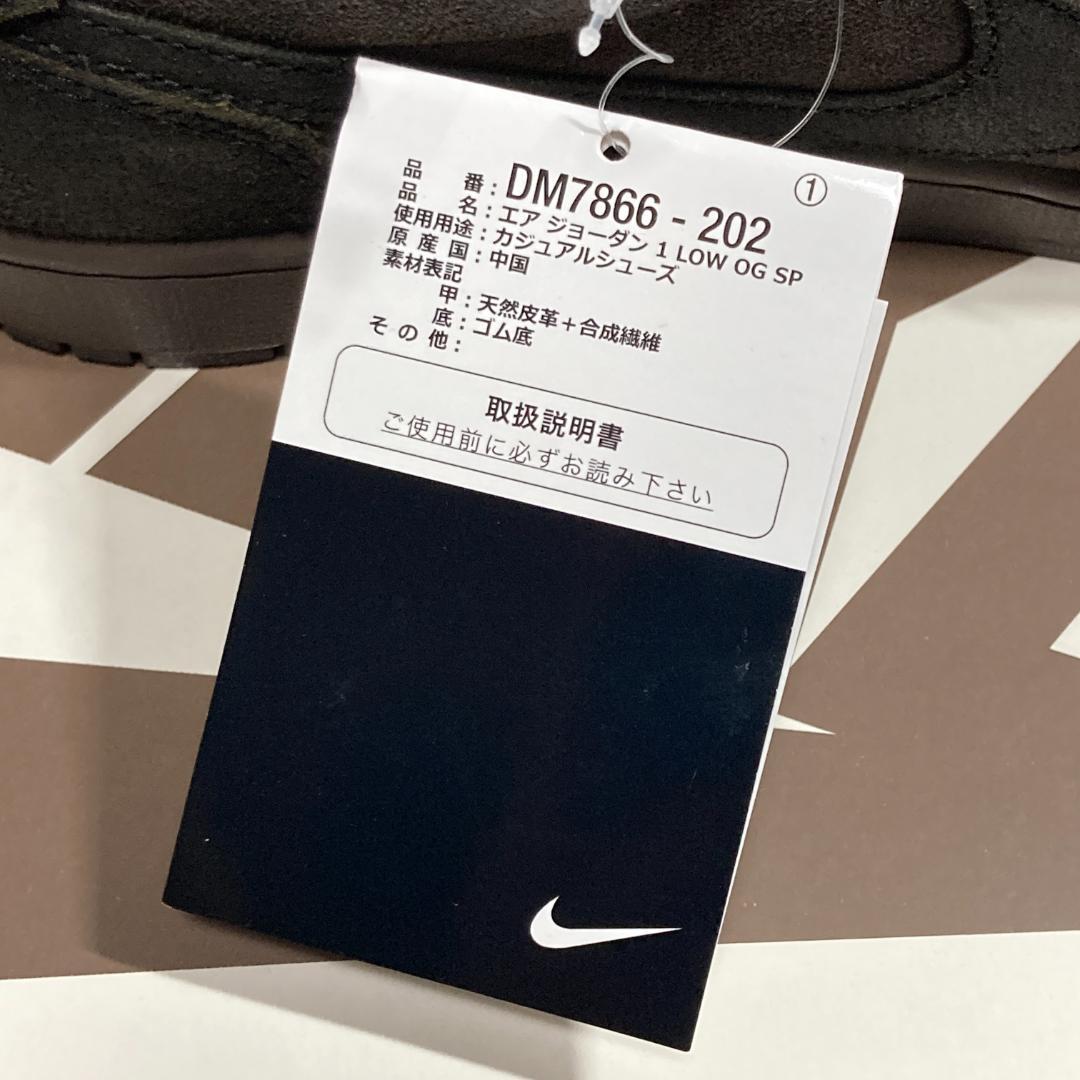 ①
品 番：DM7866 - 202
品 名：エア ジョーダン 1 LOW OG SP
使用用途：カジュアルシューズ
原 産 国：中国
素材表記
甲：天然皮革＋合成繊維
底：ゴム底
そ の 他：
取扱説明書
ご使用前に必ずお読み下さい